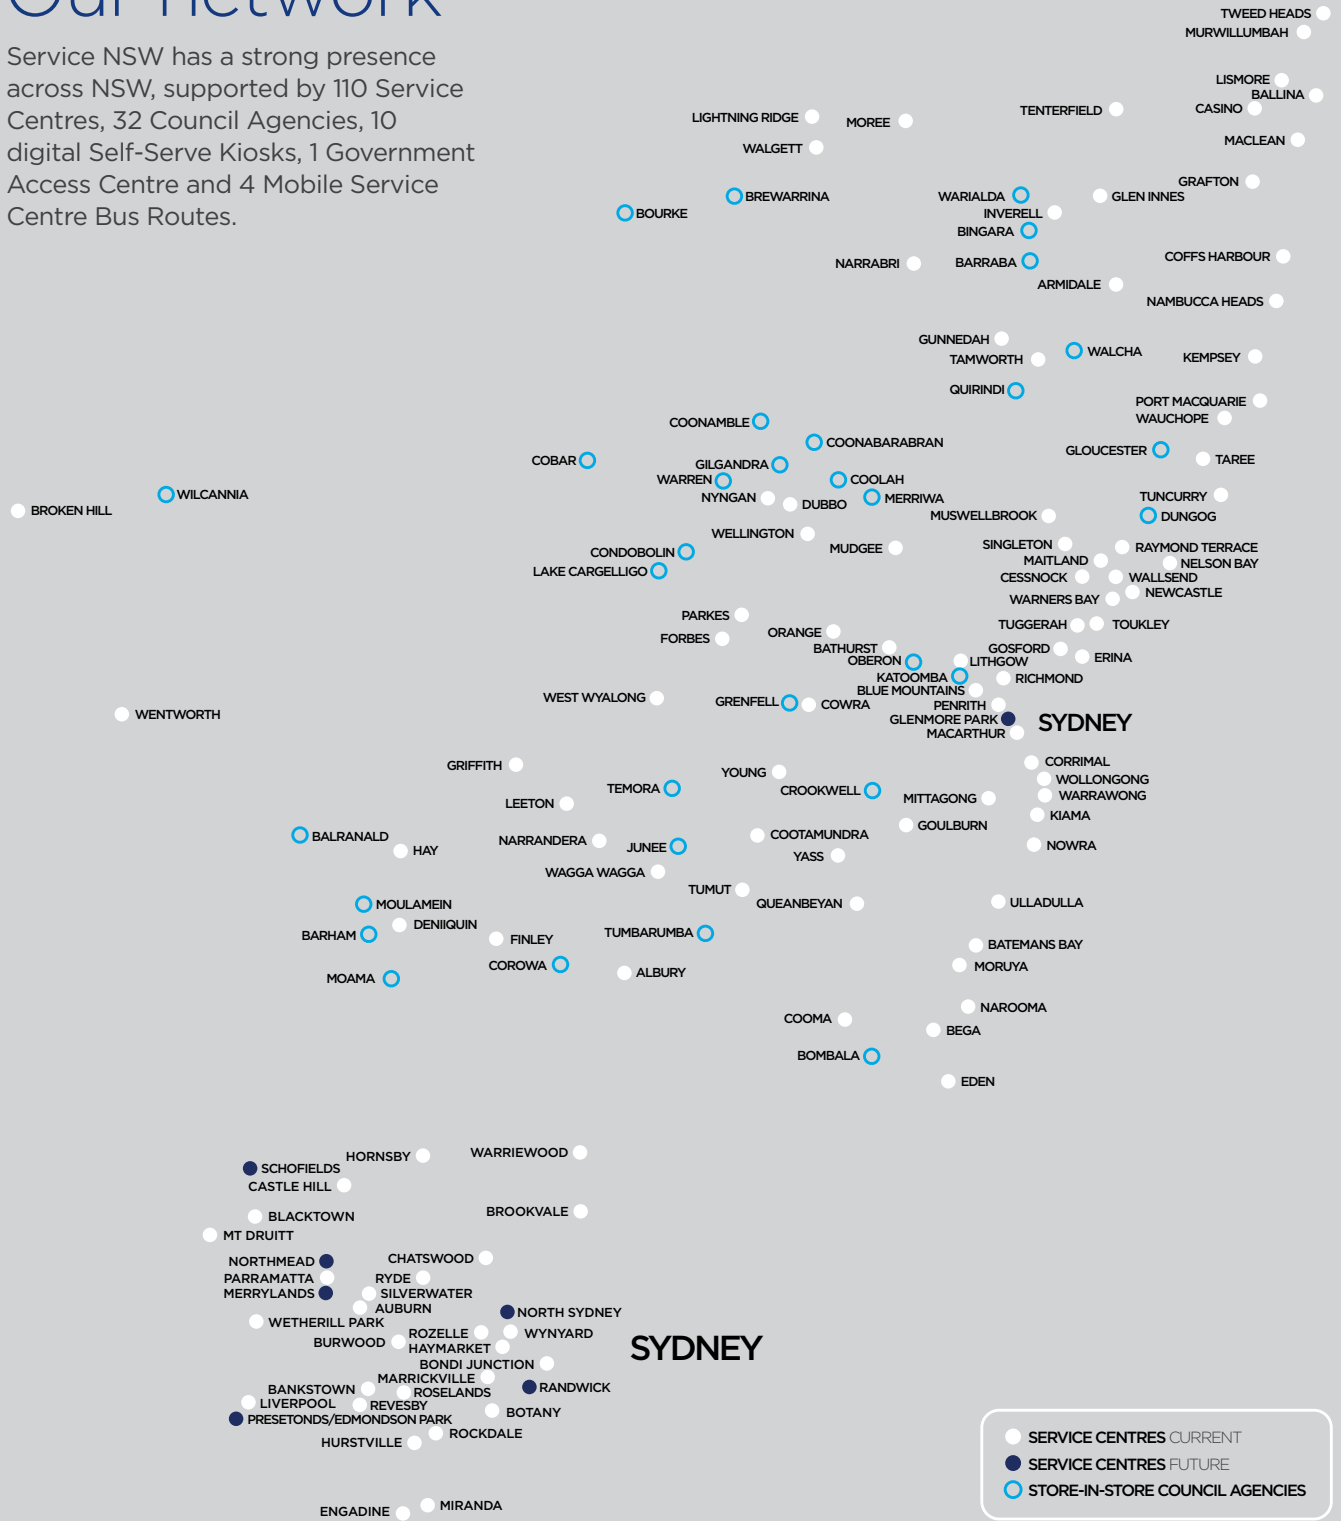 Our network
Service NSW has a strong presence
across NSW, supported by 110 Service
Centres, 32 Council Agencies, 10
digital Self-Serve Kiosks, 1 Government
Access Centre and 4 Mobile Service
Centre Bus Routes.
TWEED HEADS
MURWILLUMBAH
LISMORE
BALLINA
CASINO
TENTERFIELD
LIGHTNING RIDGE
MOREE
MACLEAN
WALGETT
GRAFTON
BREWARRINA
WARIALDA
GLEN INNES
BOURKE
INVERELL
BINGARA
COFFS HARBOUR
NARRABRI
BARRABA
ARMIDALE
NAMBUCCA HEADS
GUNNEDAH
WALCHA
TAMWORTH
KEMPSEY
QUIRINDI
PORT MACQUARIE
WAUCHOPE
COONAMBLE
COONABARABRAN
GLOUCESTER
COBAR
GILGANDRA
TAREE
WARREN
COOLAH
WILCANNIA
NYNGAN
MERRIWA
TUNCURRY
DUBBO
BROKEN HILL
MUSWELLBROOK
DUNGOG
WELLINGTON
MUDGEE
SINGLETON
RAYMOND TERRACE
CONDOBOLIN
MAITLAND
NELSON BAY
LAKE CARGELLIGO
CESSNOCK
WALLSEND
WARNERS BAY
NEWCASTLE
PARKES
TUGGERAH
TOUKLEY
FORBES
ORANGE
BATHURST
GOSFORD
ERINA
OBERON
LITHGOW
KATOOMBA
RICHMOND
BLUE MOUNTAINS
WEST WYALONG
GRENFELL
COWRA
PENRITH
WENTWORTH
GLENMORE PARK
SYDNEY
MACARTHUR
GRIFFITH
YOUNG
CORRIMAL
WOLLONGONG
TEMORA
CROOKWELL
WARRAWONG
LEETON
MITTAGONG
KIAMA
GOULBURN
BALRANALD
NARRANDERA
COOTAMUNDRA
HAY
JUNEE
YASS
NOWRA
WAGGA WAGGA
TUMUT
MOULAMEIN
QUEANBEYAN
ULLADULLA
DENIIQUIN
BARHAM
FINLEY
TUMBARUMBA
BATEMANS BAY
COROWA
ALBURY
MORUYA
MOAMA
NAROOMA
COOMA
BEGA
BOMBALA
EDEN
HORNSBY
WARRIEWOOD
SCHOFIELDS
CASTLE HILL
BLACKTOWN
BROOKVALE
MT DRUITT
NORTHMEAD
CHATSWOOD
PARRAMATTA
RYDE
MERRYLANDS
SILVERWATER
AUBURN
NORTH SYDNEY
WETHERILL PARK
ROZELLE
WYNYARD
BURWOOD
HAYMARKET
SYDNEY
BONDI JUNCTION
MARRICKVILLE
BANKSTOWN
ROSELANDS
RANDWICK
LIVERPOOL
REVESBY
PRESETONDS/EDMONDSON PARK
BOTANY
ROCKDALE
HURSTVILLE
MIRANDA
ENGADINE
SERVICE CENTRES CURRENT
SERVICE CENTRES FUTURE
STORE-IN-STORE COUNCIL AGENCIES